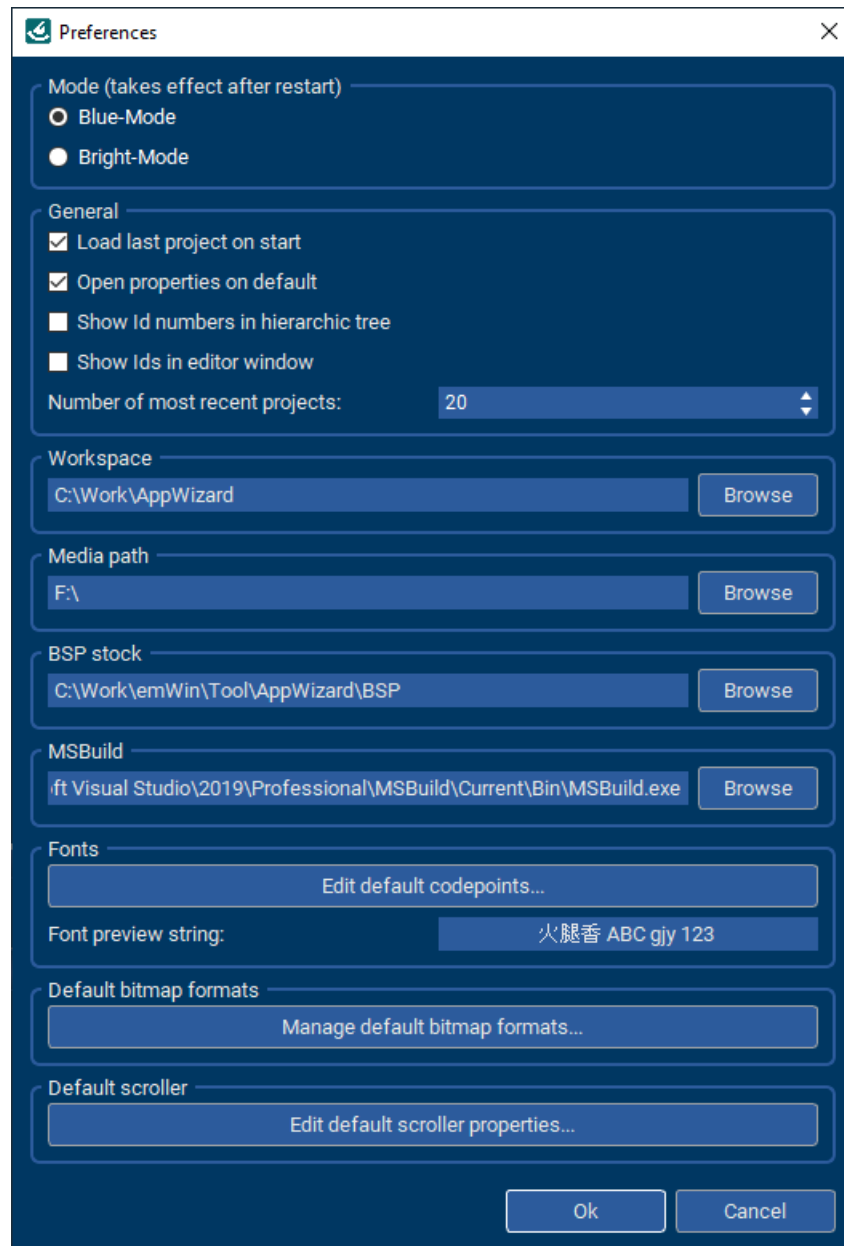 Preferences
Mode (takes effect after restart)
Blue-Mode
Bright-Mode
General
Load last project on start
Open properties on default
Show Id numbers in hierarchic tree
Show Ids in editor window
Number of most recent projects: 20
Workspace
C:\Work\AppWizard Browse
Media path
F:\ Browse
BSP stock
C:\Work\emWin\Tool\AppWizard\BSP Browse
MSBuild
ft Visual Studio\2019\Professional\MSBuild\Current\Bin\MSBuild.exe Browse
Fonts
Edit default codepoints...
Font preview string: 火腿香 ABC gjy 123
Default bitmap formats
Manage default bitmap formats...
Default scroller
Edit default scroller properties...
Ok Cancel